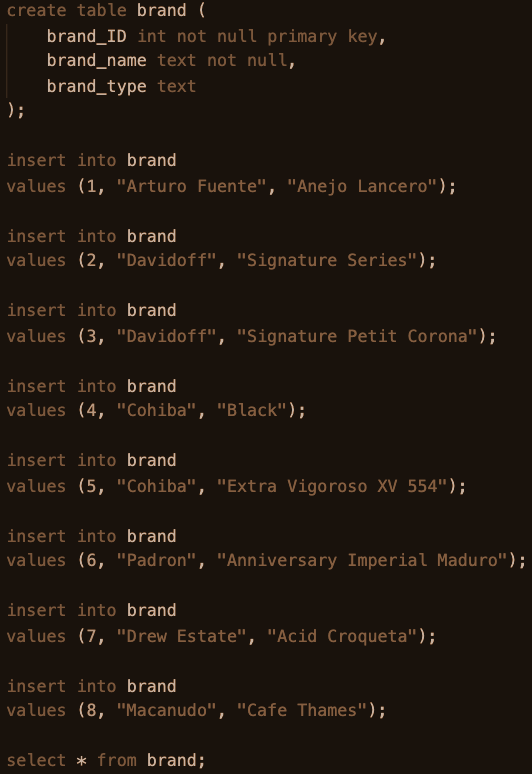 create table brand (
    brand_ID int not null primary key,
    brand_name text not null,
    brand_type text
);

insert into brand
values (1, "Arturo Fuente", "Anejo Lancero");

insert into brand
values (2, "Davidoff", "Signature Series");

insert into brand
values (3, "Davidoff", "Signature Petit Corona");

insert into brand
values (4, "Cohiba", "Black");

insert into brand
values (5, "Cohiba", "Extra Vigoroso XV 554");

insert into brand
values (6, "Padron", "Anniversary Imperial Maduro");

insert into brand
values (7, "Drew Estate", "Acid Croqueta");

insert into brand
values (8, "Macanudo", "Cafe Thames");

select * from brand;